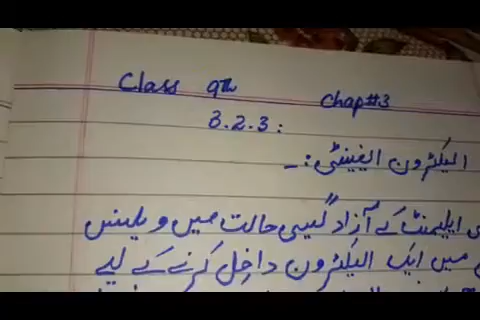 Class 9th Chap#3
3.2.3:
الیکٹرون افینیٹی:۔
ایلیمنٹ کے آزاد گیسی حالت میں ویلینس
میں ایک الیکٹرون داخل کرنے کے لیے